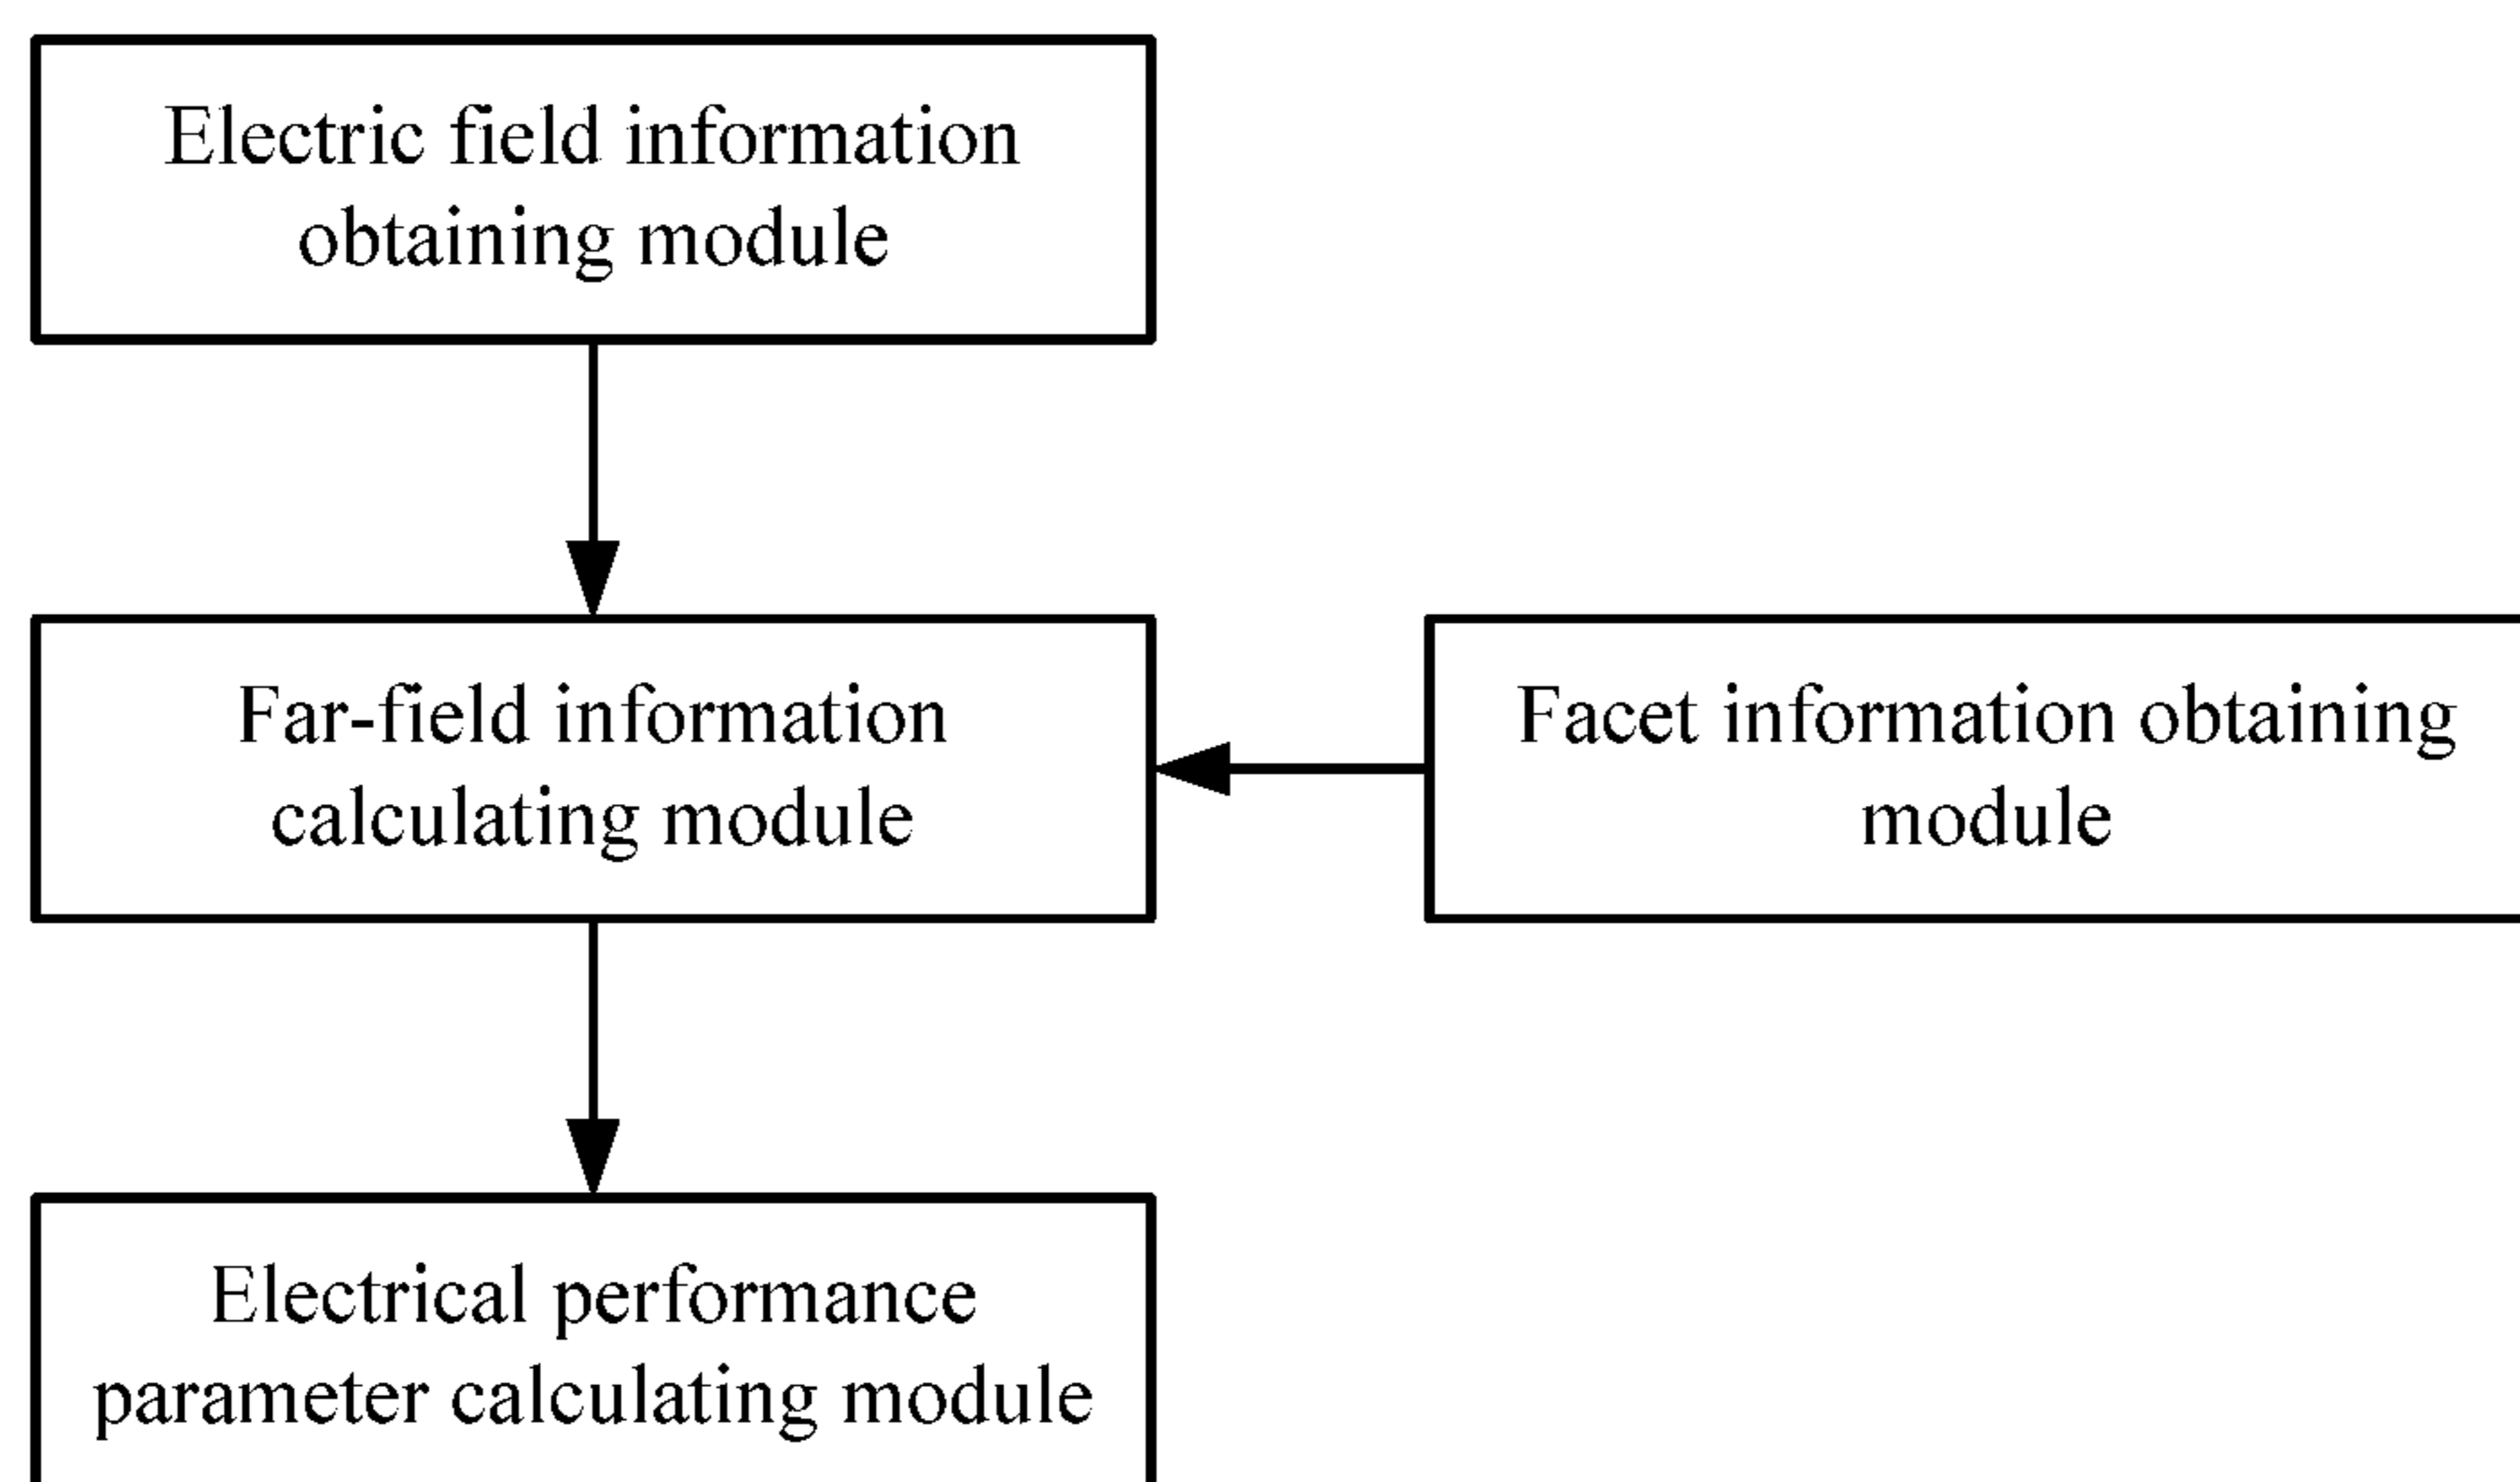 Electric field information
obtaining module
Far-field information
calculating module
Facet information obtaining
module
Electrical performance
parameter calculating module